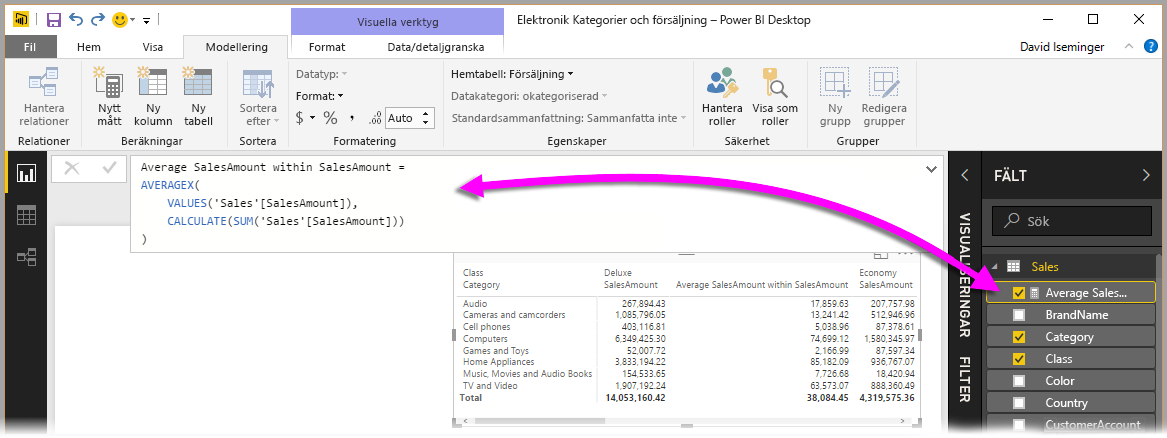 Visuella verktyg
Elektronik Kategorier och försäljning – Power BI Desktop
Fil Hem Visa Modellering Format Data/detaljgranska David Iseminger
Hantera relationer
Relationer
Nytt mått
Ny kolumn
Ny tabell
Beräkningar
Sortera efter
Sortera
Datatyp:
Format:
$ % , .00 Auto
Formatering
Hemtabell: Försäljning
Datakategori: okategoriserad
Standardsammanfattning: Sammanfatta inte
Egenskaper
Hantera roller
Visa som roller
Säkerhet
Ny grupp
Redigera grupper
Grupper
Average SalesAmount within SalesAmount =
AVERAGEX(
VALUES('Sales'[SalesAmount]),
CALCULATE(SUM('Sales'[SalesAmount]))
)
Class Deluxe Economy
Category SalesAmount Average SalesAmount within SalesAmount SalesAmount
Audio 267,894.43 17,859.63 207,757.98
Cameras and camcorders 1,085,796.05 13,241.42 512,946.96
Cell phones 403,116.81 5,038.96 87,378.61
Computers 6,349,425.30 74,699.12 1,580,345.97
Games and Toys 52,007.72 2,166.99 87,597.34
Home Appliances 3,833,194.22 85,182.09 936,767.07
Music, Movies and Audio Books 154,533.65 7,726.68 18,420.94
TV and Video 1,907,192.24 63,573.07 888,360.49
Total 14,053,160.42 38,084.45 4,319,575.36
VISUALISERINGAR
FILTER
FÄLT
Sök
Sales
Average Sales...
BrandName
Category
Class
Color
Country
CustomerAccount